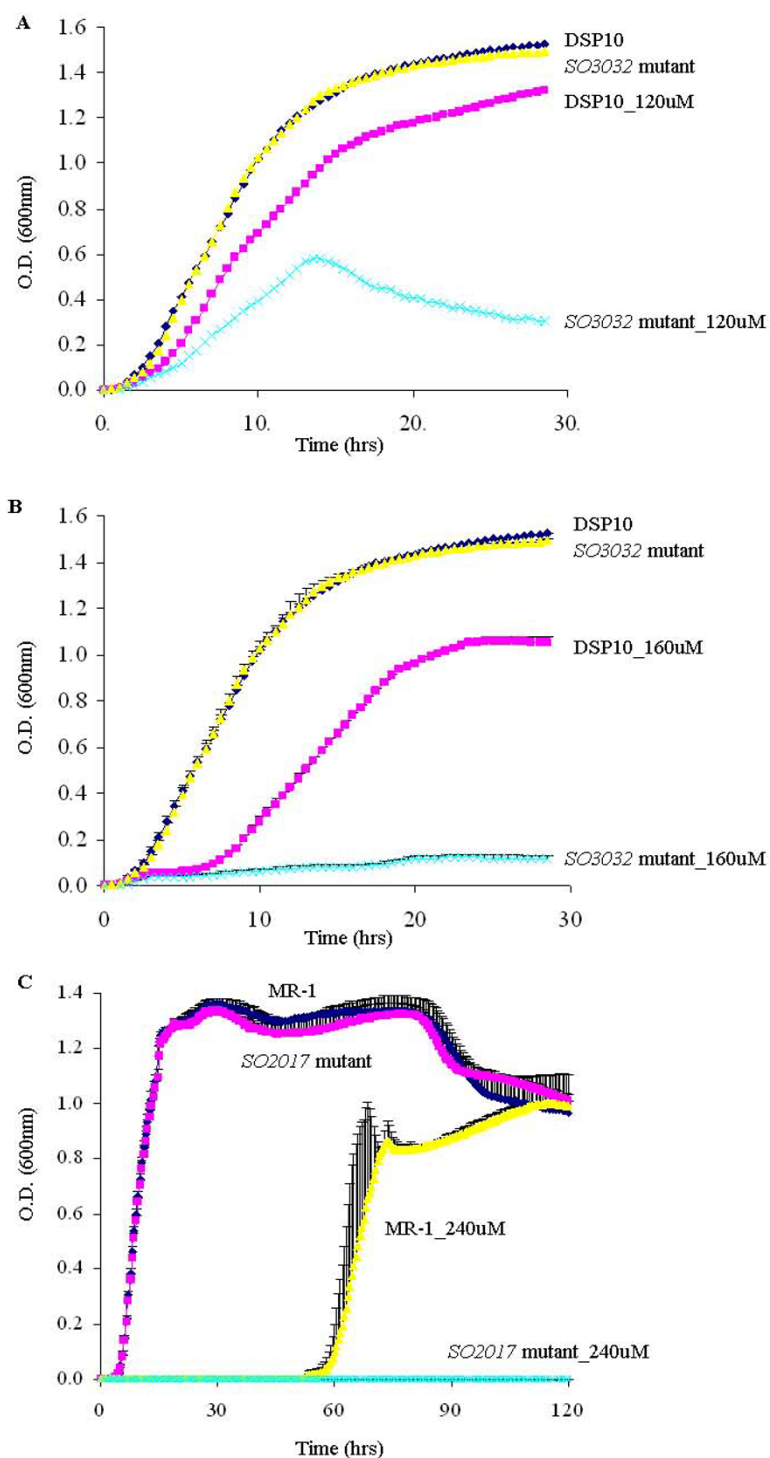 A
1.6
1.4
1.2
1.0
0.8
0.6
0.4
0.2
0.0
O.D. (600nm)
DSP10
SO3032 mutant
DSP10_120uM
SO3032 mutant_120uM
0.
10.
20.
30.
Time (hrs)
B
1.6
1.4
1.2
1.0
0.8
0.6
0.4
0.2
0.0
O.D. (600nm)
DSP10
SO3032 mutant
DSP10_160uM
SO3032 mutant_160uM
0
10
20
30
Time (hrs)
C
1.4
1.2
1.0
0.8
0.6
0.4
0.2
0.0
O.D. (600nm)
MR-1
SO2017 mutant
MR-1_240uM
SO2017 mutant_240uM
0
30
60
90
120
Time (hrs)